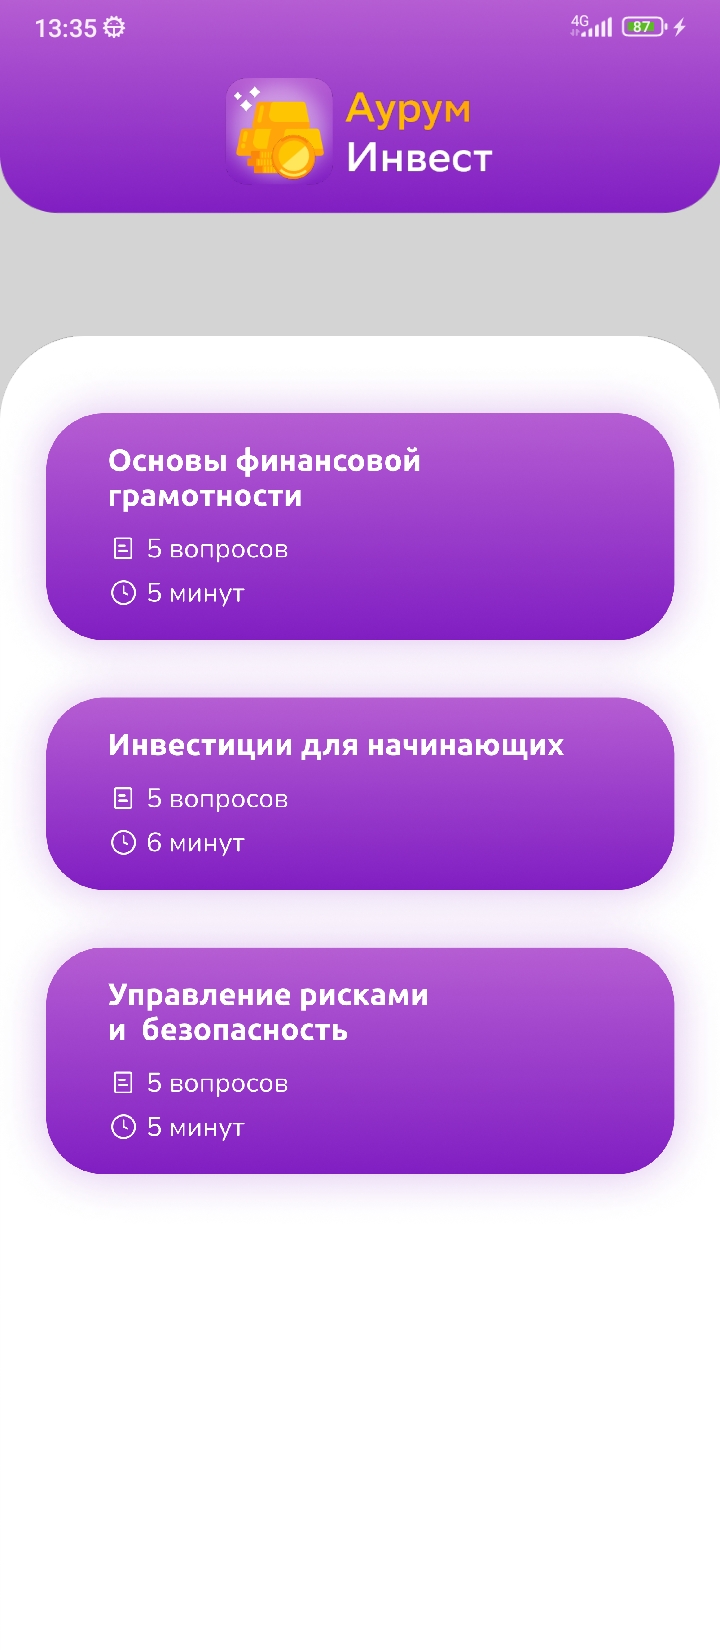 13:35
4G
87
Аурум
Инвест
Основы финансовой
грамотности
5 вопросов
5 минут
Инвестиции для начинающих
5 вопросов
6 минут
Управление рисками
и  безопасность
5 вопросов
5 минут